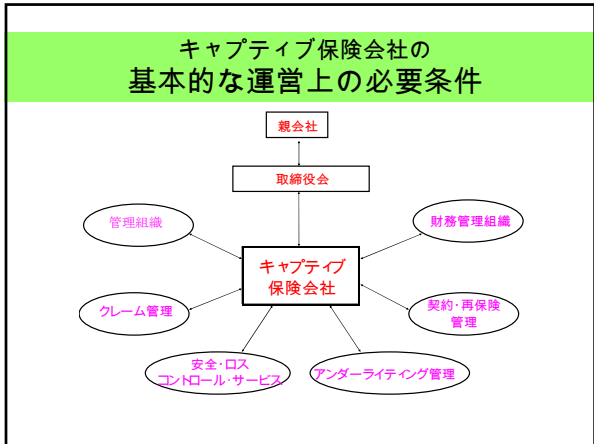 キャプティブ保険会社の
基本的な運営上の必要条件
親会社
取締役会
管理組織
財務管理組織
キャプティブ
保険会社
クレーム管理
契約・再保険
管理
安全・ロス
コントロール・サービス
アンダーライティング管理